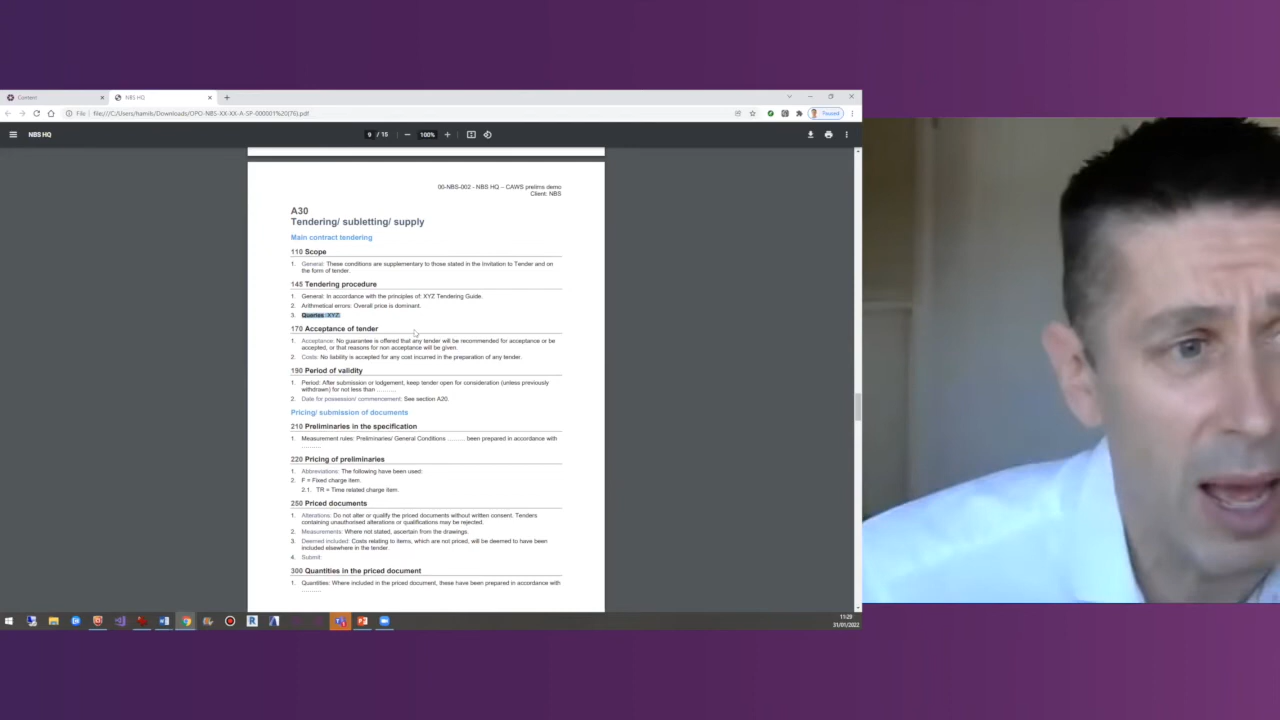 Gertem
NBS HQ
File
file:///C:/Users/hamils/Downloads/OPO-NBS-XX-XX-A-SP-000001%20(76).pdf
Paused
NBS HQ
9 / 15
100%
00-NBS-002 - NBS HQ – CAWS prelims demo
Client: NBS
A30
Tendering/ subletting/ supply
Main contract tendering
110 Scope
1. General: These conditions are supplementary to those stated in the Invitation to Tender and on
the form of tender.
145 Tendering procedure
1. General: In accordance with the principles of: XYZ Tendering Guide.
2. Arithmetical errors: Overall price is dominant.
3. Queries: XYZ.
170 Acceptance of tender
1. Acceptance: No guarantee is offered that any tender will be recommended for acceptance or be
accepted, or that reasons for non acceptance will be given.
2. Costs: No liability is accepted for any cost incurred in the preparation of any tender.
190 Period of validity
1. Period: After submission or lodgement, keep tender open for consideration (unless previously
withdrawn) for not less than ..........
2. Date for possession/ commencement: See section A20.
Pricing/ submission of documents
210 Preliminaries in the specification
1. Measurement rules: Preliminaries/ General Conditions .......... been prepared in accordance with
..........
220 Pricing of preliminaries
1. Abbreviations: The following have been used:
2. F = Fixed charge item.
2.1. TR = Time related charge item.
250 Priced documents
1. Alterations: Do not alter or qualify the priced documents without written consent. Tenders
containing unauthorised alterations or qualifications may be rejected.
2. Measurements: Where not stated, ascertain from the drawings.
3. Deemed included: Costs relating to items, which are not priced, will be deemed to have been
included elsewhere in the tender.
4. Submit:
300 Quantities in the priced document
1. Quantities: Where included in the priced document, these have been prepared in accordance with
..........
11:29
31/01/2022